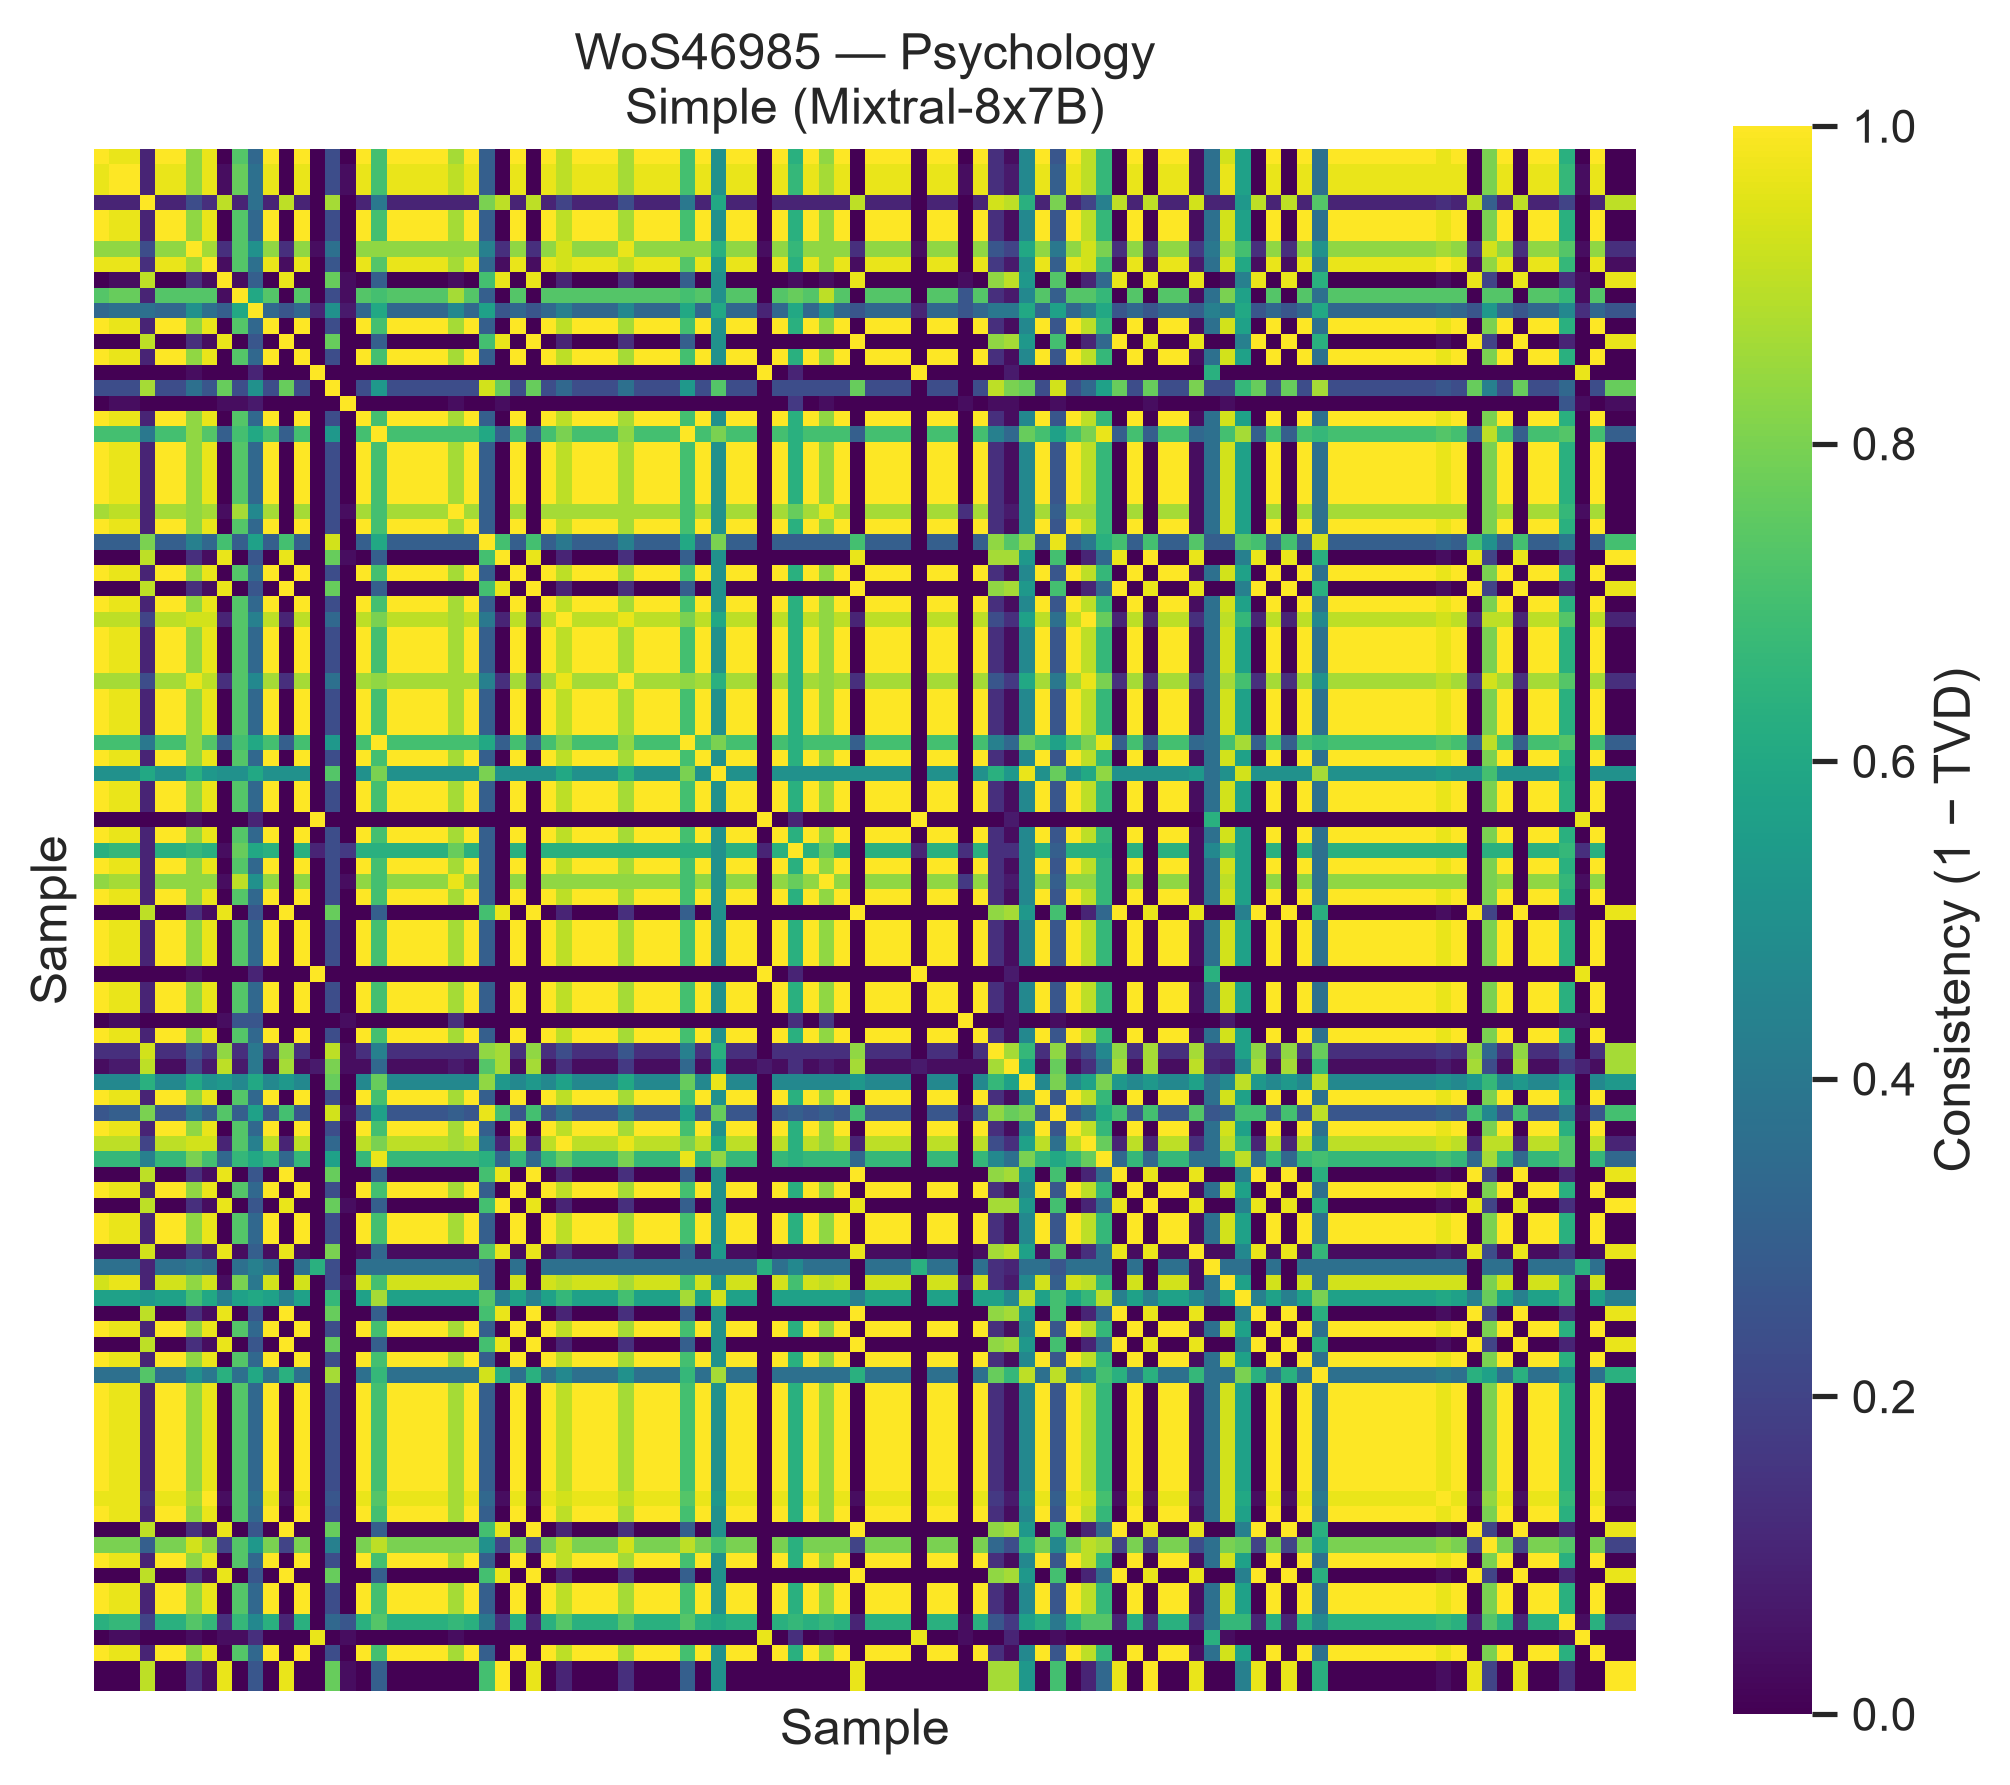 WoS46985 — Psychology
Simple (Mixtral-8x7B)
Sample
Sample
1.0
0.8
0.6
0.4
0.2
0.0
Consistency (1 − TVD)